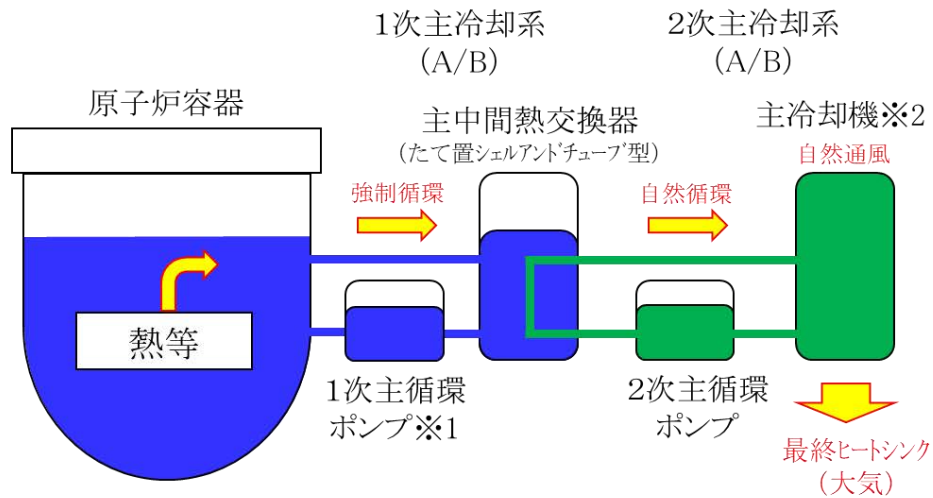 1次主冷却系
(A/B)
2次主冷却系
(A/B)
原子炉容器
主中間熱交換器
(たて置シェルアンドチューブ型)
主冷却機※2
自然通風
強制循環
自然循環
熱等
1次主循環
ポンプ※1
2次主循環
ポンプ
最終ヒートシンク
(大気)